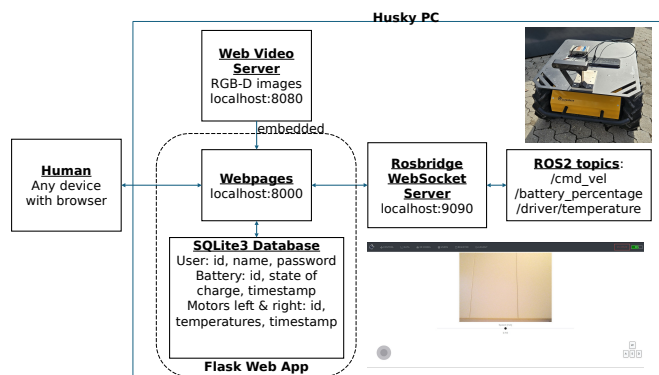 Husky PC
Web Video
Server
RGB-D images
localhost:8080
embedded
Human
Any device
with browser
Webpages
localhost:8000
Rosbridge
WebSocket
Server
localhost:9090
ROS2 topics:
/cmd_vel
/battery_percentage
/driver/temperature
SQLite3 Database
User: id, name, password
Battery: id, state of
charge, timestamp
Motors left & right: id,
temperatures, timestamp
Flask Web App